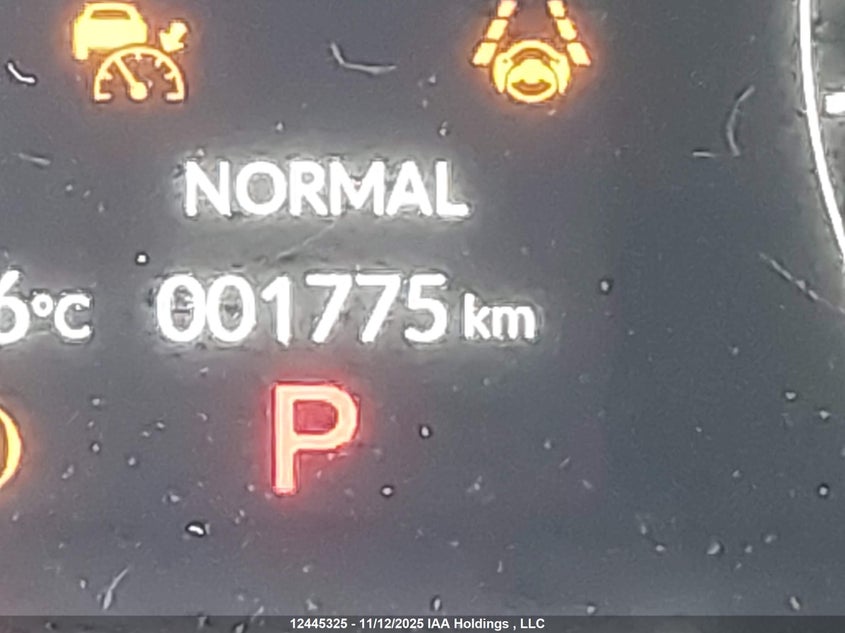 NORMAL
6°C 001775 km
P
12445325 - 11/12/2025 IAA Holdings , LLC